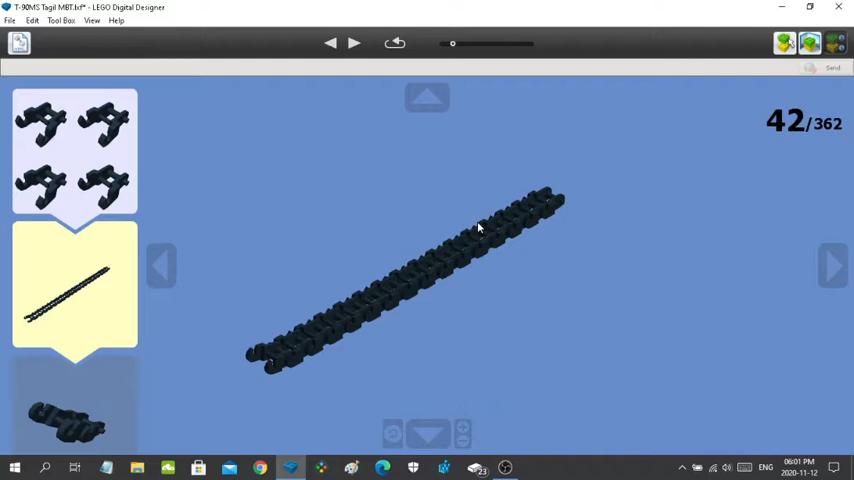 T-90MS Tagil MBT.lxf* - LEGO Digital Designer
File Edit Tool Box View Help
Send
42/362
23
ENG
06:01 PM
2020-11-12